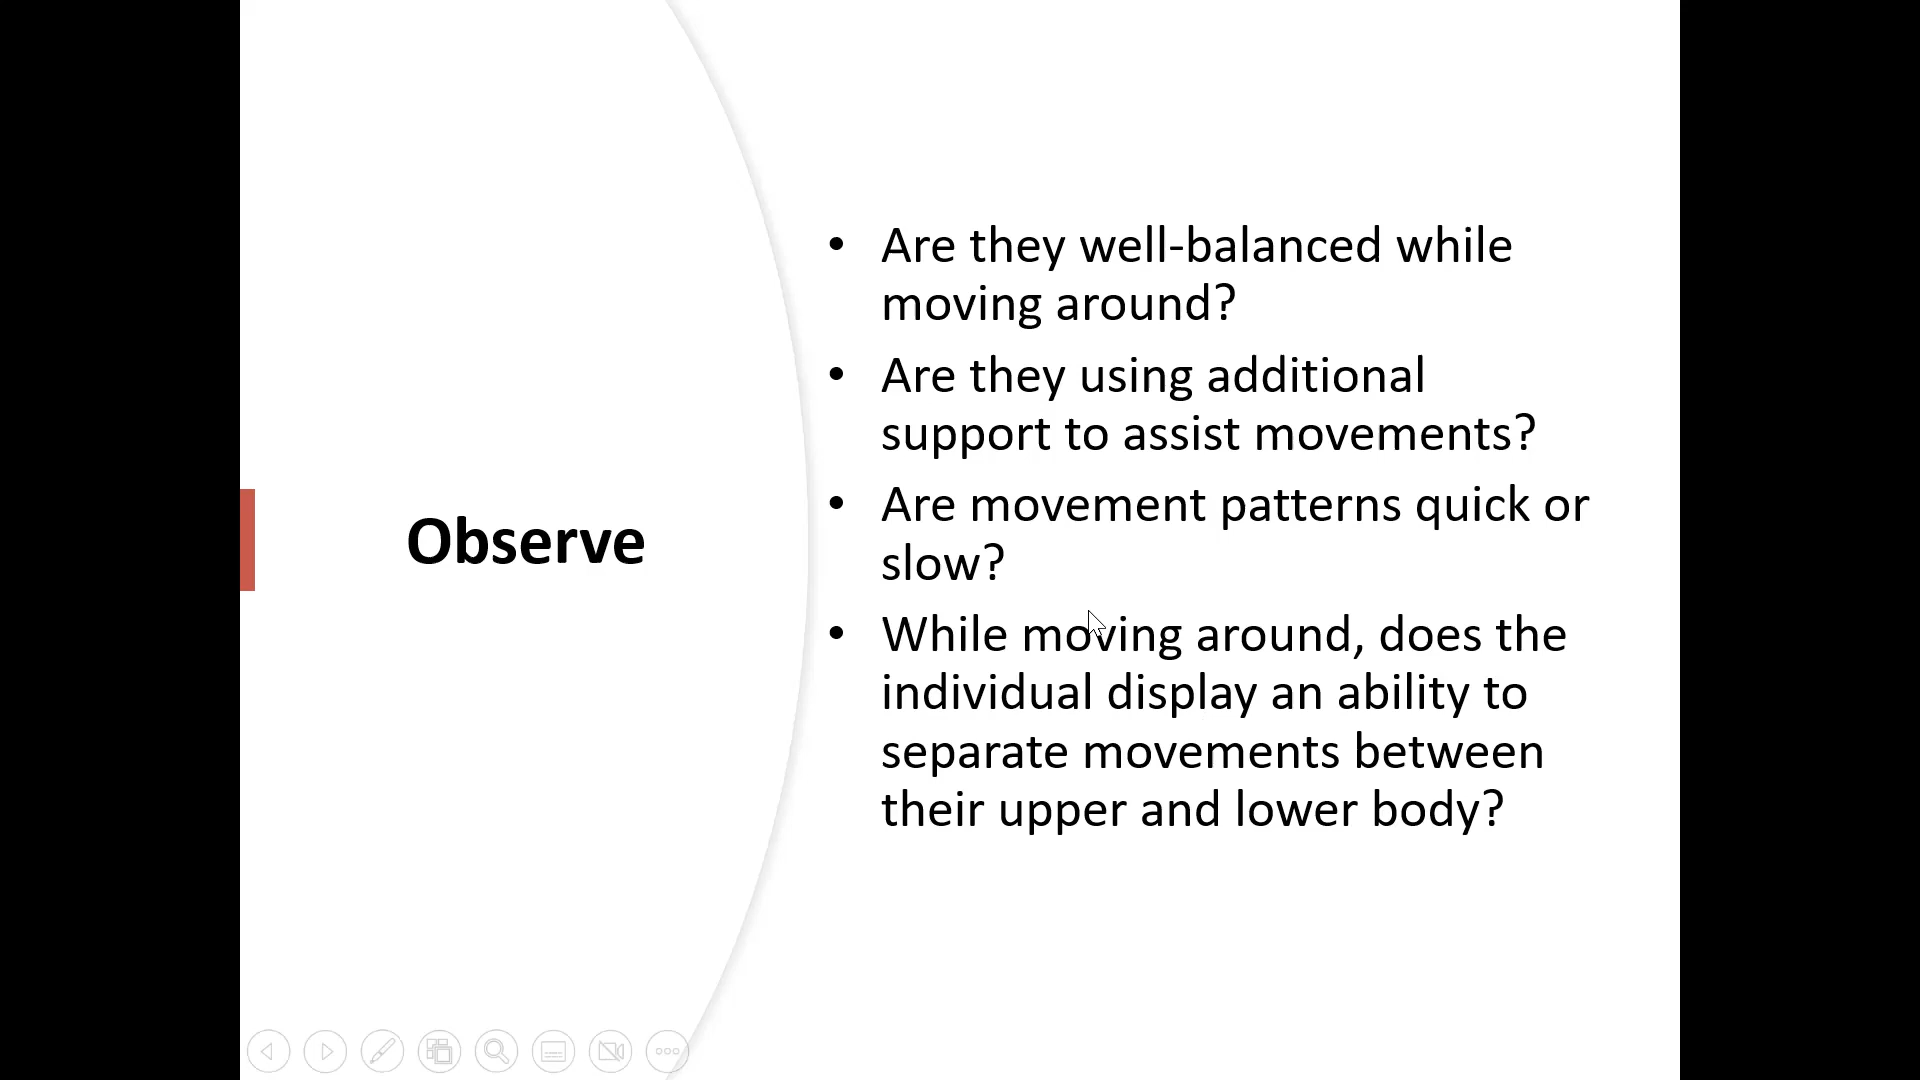 Observe
• Are they well-balanced while
moving around?
• Are they using additional
support to assist movements?
• Are movement patterns quick or
slow?
• While moving around, does the
individual display an ability to
separate movements between
their upper and lower body?